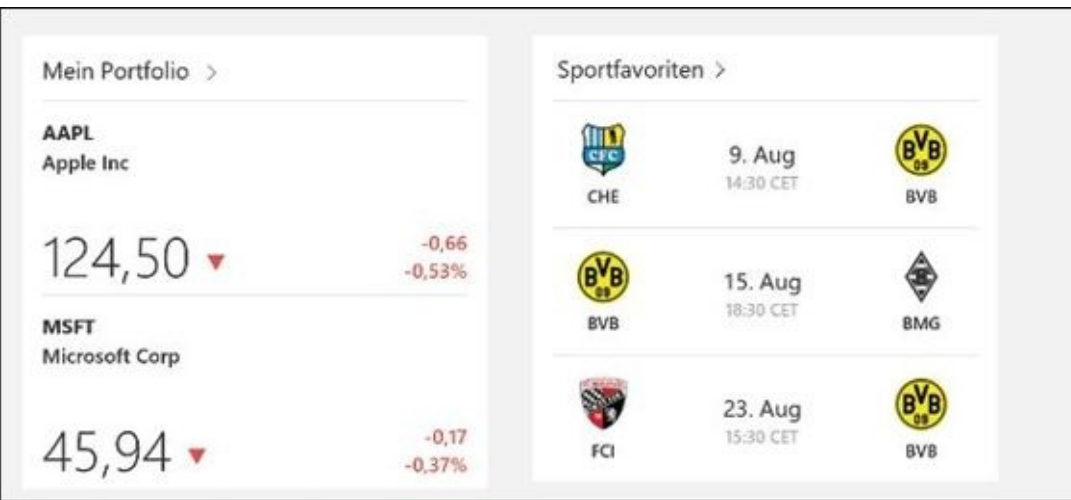 Mein Portfolio >
AAPL
Apple Inc
124,50 ▼
-0,66
-0,53%
MSFT
Microsoft Corp
45,94 ▼
-0,17
-0,37%
Sportfavoriten >
CFC
9. Aug
BVB
09
14:30 CET
CHE
BVB
BVB
09
15. Aug
18:30 CET
BVB
BMG
23. Aug
BVB
09
15:30 CET
FCI
BVB